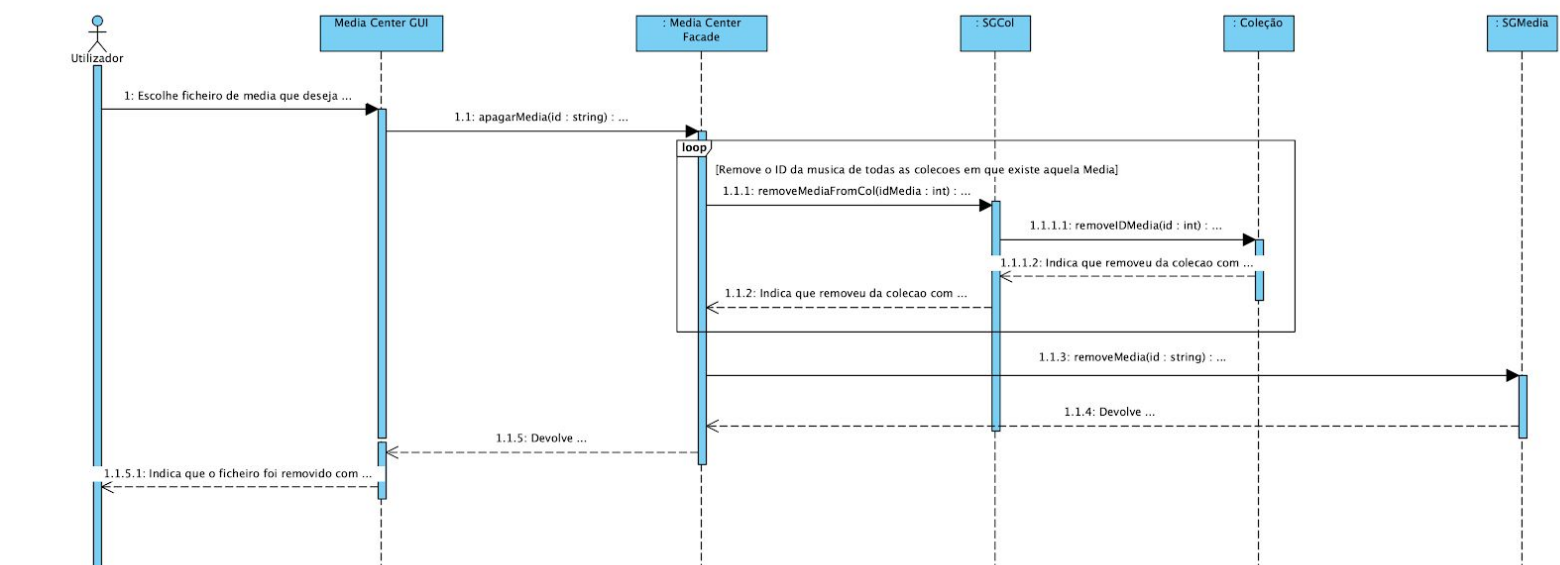 Media Center GUI
: Media Center
Facade
: SGCol
: Coleção
: SGMedia
Utilizador
1: Escolhe ficheiro de media que deseja ...
1.1: apagarMedia(id : string) : ...
loop
[Remove o ID da musica de todas as colecoes em que existe aquela Media]
1.1.1: removeMediaFromCol(idMedia : int) : ...
1.1.1.1: removeIDMedia(id : int) : ...
1.1.1.2: Indica que removeu da colecao com ...
1.1.2: Indica que removeu da colecao com ...
1.1.3: removeMedia(id : string) : ...
1.1.4: Devolve ...
1.1.5: Devolve ...
1.1.5.1: Indica que o ficheiro foi removido com ...